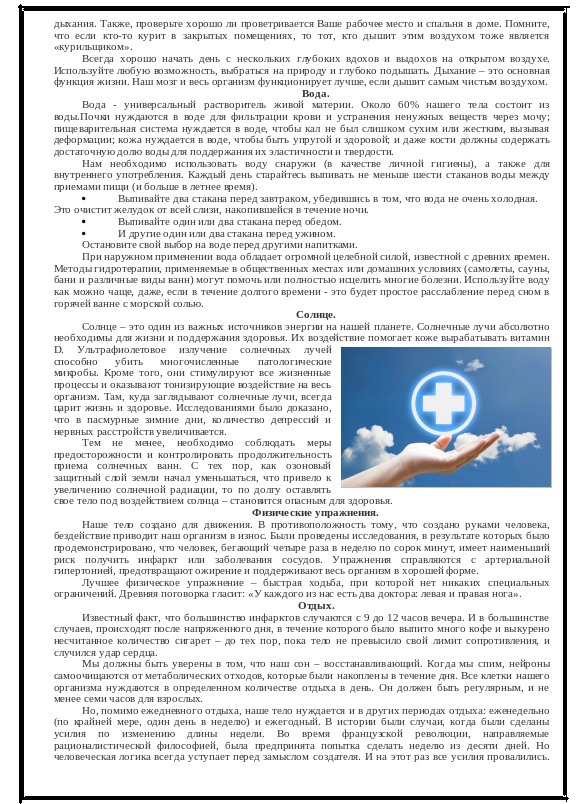 дыхания. Также, проверьте хорошо ли проветривается Ваше рабочее место и спальня в доме. Помните,
что если кто-то курит в закрытых помещениях, то тот, кто дышит этим воздухом тоже является
«курильщиком».
Всегда хорошо начать день с нескольких глубоких вдохов и выдохов на открытом воздухе.
Используйте любую возможность, выбраться на природу и глубоко подышать. Дыхание – это основная
функция жизни. Наш мозг и весь организм функционирует лучше, если дышит самым чистым воздухом.
Вода.
Вода - универсальный растворитель живой материи. Около 60% нашего тела состоит из
воды.Почки нуждаются в воде для фильтрации крови и устранения ненужных веществ через мочу;
пищеварительная система нуждается в воде, чтобы кал не был слишком сухим или жестким, вызывая
деформации; кожа нуждается в воде, чтобы быть упругой и здоровой; и даже кости должны содержать
достаточную долю воды для поддержания их эластичности и твердости.
Нам необходимо использовать воду снаружи (в качестве личной гигиены), а также для
внутреннего употребления. Каждый день старайтесь выпивать не меньше шести стаканов воды между
приемами пищи (и больше в летнее время).
• Выпивайте два стакана перед завтраком, убедившись в том, что вода не очень холодная.
Это очистит желудок от всей слизи, накопившейся в течение ночи.
• Выпивайте один или два стакана перед обедом.
• И другие один или два стакана перед ужином.
Остановите свой выбор на воде перед другими напитками.
При наружном применении вода обладает огромной целебной силой, известной с древних времен.
Методы гидротерапии, применяемые в общественных местах или домашних условиях (самолеты, сауны,
бани и различные виды ванн) могут помочь или полностью исцелить многие болезни. Используйте воду
как можно чаще, даже, если в течение долгого времени - это будет простое расслабление перед сном в
горячей ванне с морской солью.
Солнце.
Солнце – это один из важных источников энергии на нашей планете. Солнечные лучи абсолютно
необходимы для жизни и поддержания здоровья. Их воздействие помогает коже вырабатывать витамин
D. Ультрафиолетовое излучение солнечных лучей
способно убить многочисленные патологические
микробы. Кроме того, они стимулируют все жизненные
процессы и оказывают тонизирующие воздействие на весь
организм. Там, куда заглядывают солнечные лучи, всегда
царит жизнь и здоровье. Исследованиями было доказано,
что в пасмурные зимние дни, количество депрессий и
нервных расстройств увеличивается.
Тем не менее, необходимо соблюдать меры
предосторожности и контролировать продолжительность
приема солнечных ванн. С тех пор, как озоновый
защитный слой земли начал уменьшаться, что привело к
увеличению солнечной радиации, то по долгу оставлять
свое тело под воздействием солнца – становится опасным для здоровья.
Физические упражнения.
Наше тело создано для движения. В противоположность тому, что создано руками человека,
бездействие приводит наш организм в износ. Были проведены исследования, в результате которых было
продемонстрировано, что человек, бегающий четыре раза в неделю по сорок минут, имеет наименьший
риск получить инфаркт или заболевания сосудов. Упражнения справляются с артериальной
гипертонией, предотвращают ожирение и поддерживают весь организм в хорошей форме.
Лучшее физическое упражнение – быстрая ходьба, при которой нет никаких специальных
ограничений. Древняя поговорка гласит: «У каждого из нас есть два доктора: левая и правая нога».
Отдых.
Известный факт, что большинство инфарктов случаются с 9 до 12 часов вечера. И в большинстве
случаев, происходят после напряженного дня, в течение которого было выпито много кофе и выкурено
несчитанное количество сигарет – до тех пор, пока тело не превысило свой лимит сопротивления, и
случился удар сердца.
Мы должны быть уверены в том, что наш сон – восстанавливающий. Когда мы спим, нейроны
самоочищаются от метаболических отходов, которые были накоплены в течение дня. Все клетки нашего
организма нуждаются в определенном количестве отдыха в день. Он должен быть регулярным, и не
менее семи часов для взрослых.
Но, помимо ежедневного отдыха, наше тело нуждается и в других периодах отдыха: еженедельно
(по крайней мере, один день в неделю) и ежегодный. В истории были случаи, когда были сделаны
усилия по изменению длины недели. Во время французской революции, направляемые
рационалистической философией, была предпринята попытка сделать неделю из десяти дней. Но
человеческая логика всегда уступает перед замыслом создателя. И на этот раз все усилия провалились.